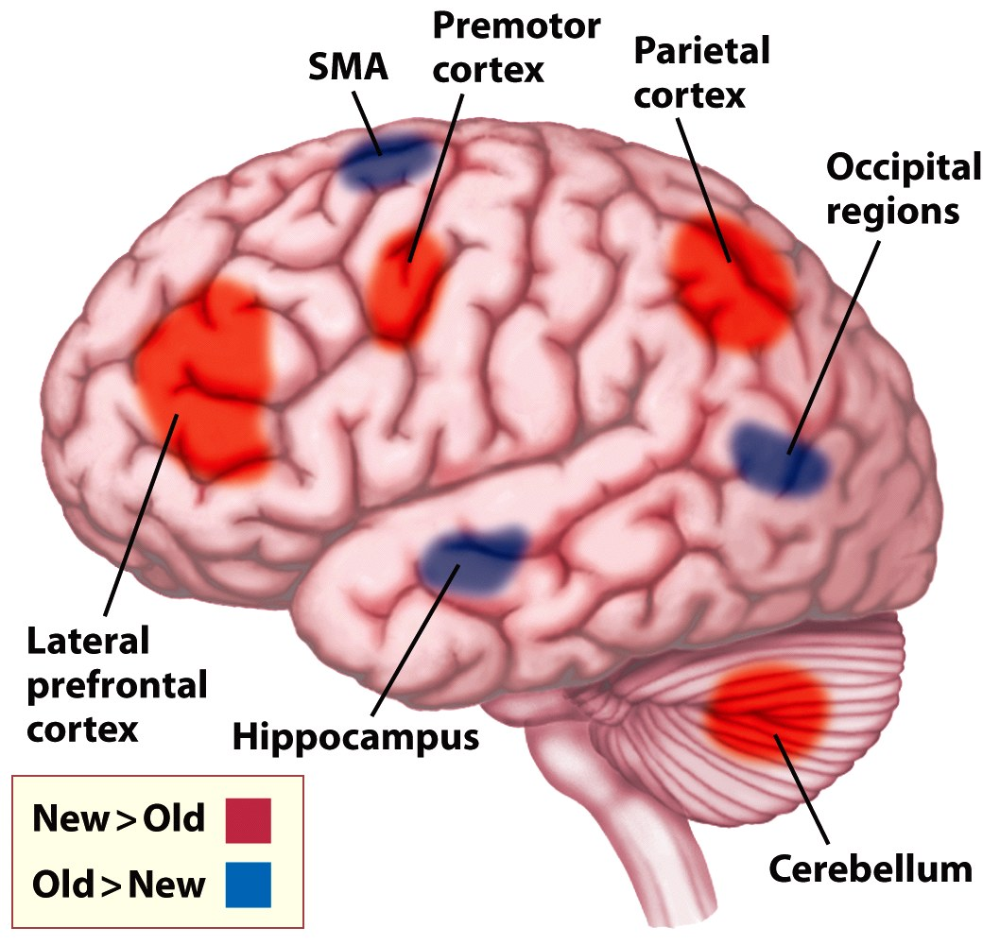 Premotor
cortex
SMA
Parietal
cortex
Occipital
regions
Lateral
prefrontal
cortex
Hippocampus
Cerebellum
New > Old
Old > New